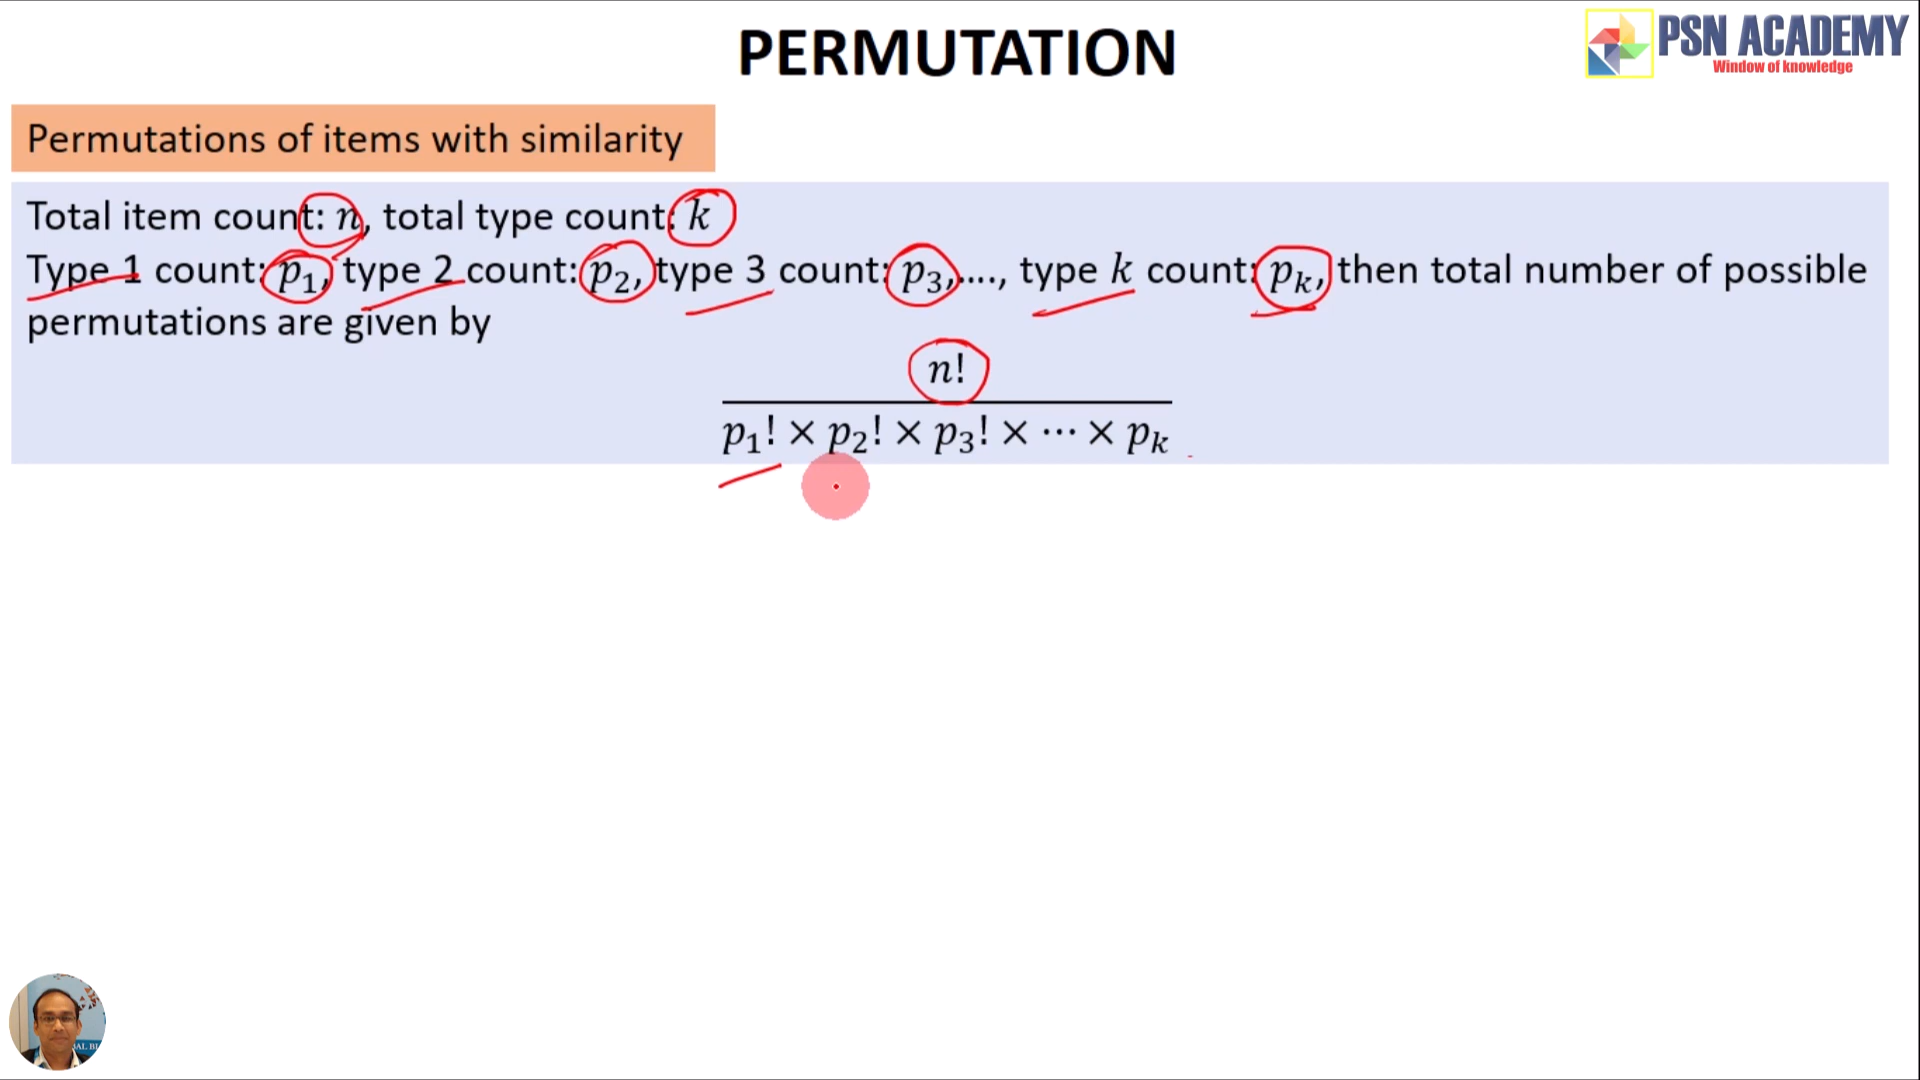 PERMUTATION
PSN ACADEMY
Window of knowledge
Permutations of items with similarity
Total item count: n, total type count: k
Type 1 count: p₁, type 2 count: p₂, type 3 count: p₃,...., type k count: pₖ, then total number of possible
permutations are given by
n!
p₁! × p₂! × p₃! × ⋯ × pₖ